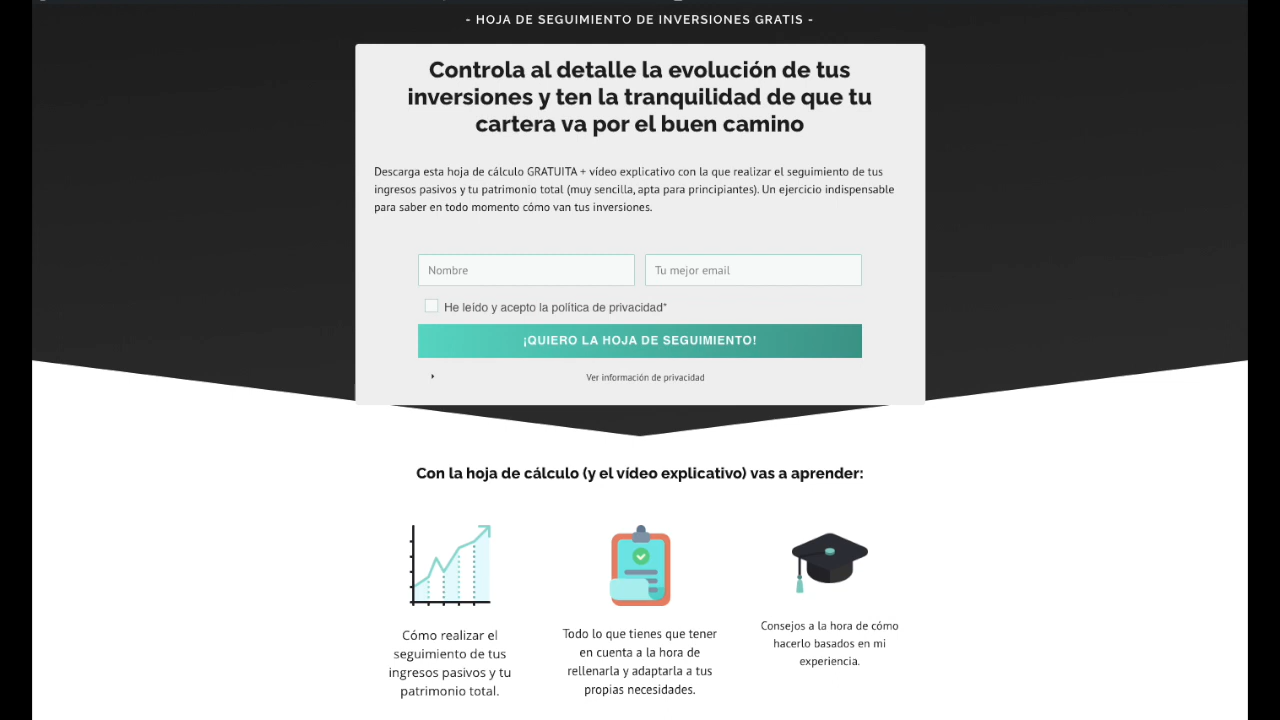 - HOJA DE SEGUIMIENTO DE INVERSIONES GRATIS -
Controla al detalle la evolución de tus
inversiones y ten la tranquilidad de que tu
cartera va por el buen camino
Descarga esta hoja de cálculo GRATUITA + vídeo explicativo con la que realizar el seguimiento de tus
ingresos pasivos y tu patrimonio total (muy sencilla, apta para principiantes). Un ejercicio indispensable
para saber en todo momento cómo van tus inversiones.
Nombre
Tu mejor email
He leído y acepto la política de privacidad*
¡QUIERO LA HOJA DE SEGUIMIENTO!
Ver información de privacidad
Con la hoja de cálculo (y el vídeo explicativo) vas a aprender:
Cómo realizar el
seguimiento de tus
ingresos pasivos y tu
patrimonio total.
Todo lo que tienes que tener
en cuenta a la hora de
rellenarla y adaptarla a tus
propias necesidades.
Consejos a la hora de cómo
hacerlo basados en mi
experiencia.